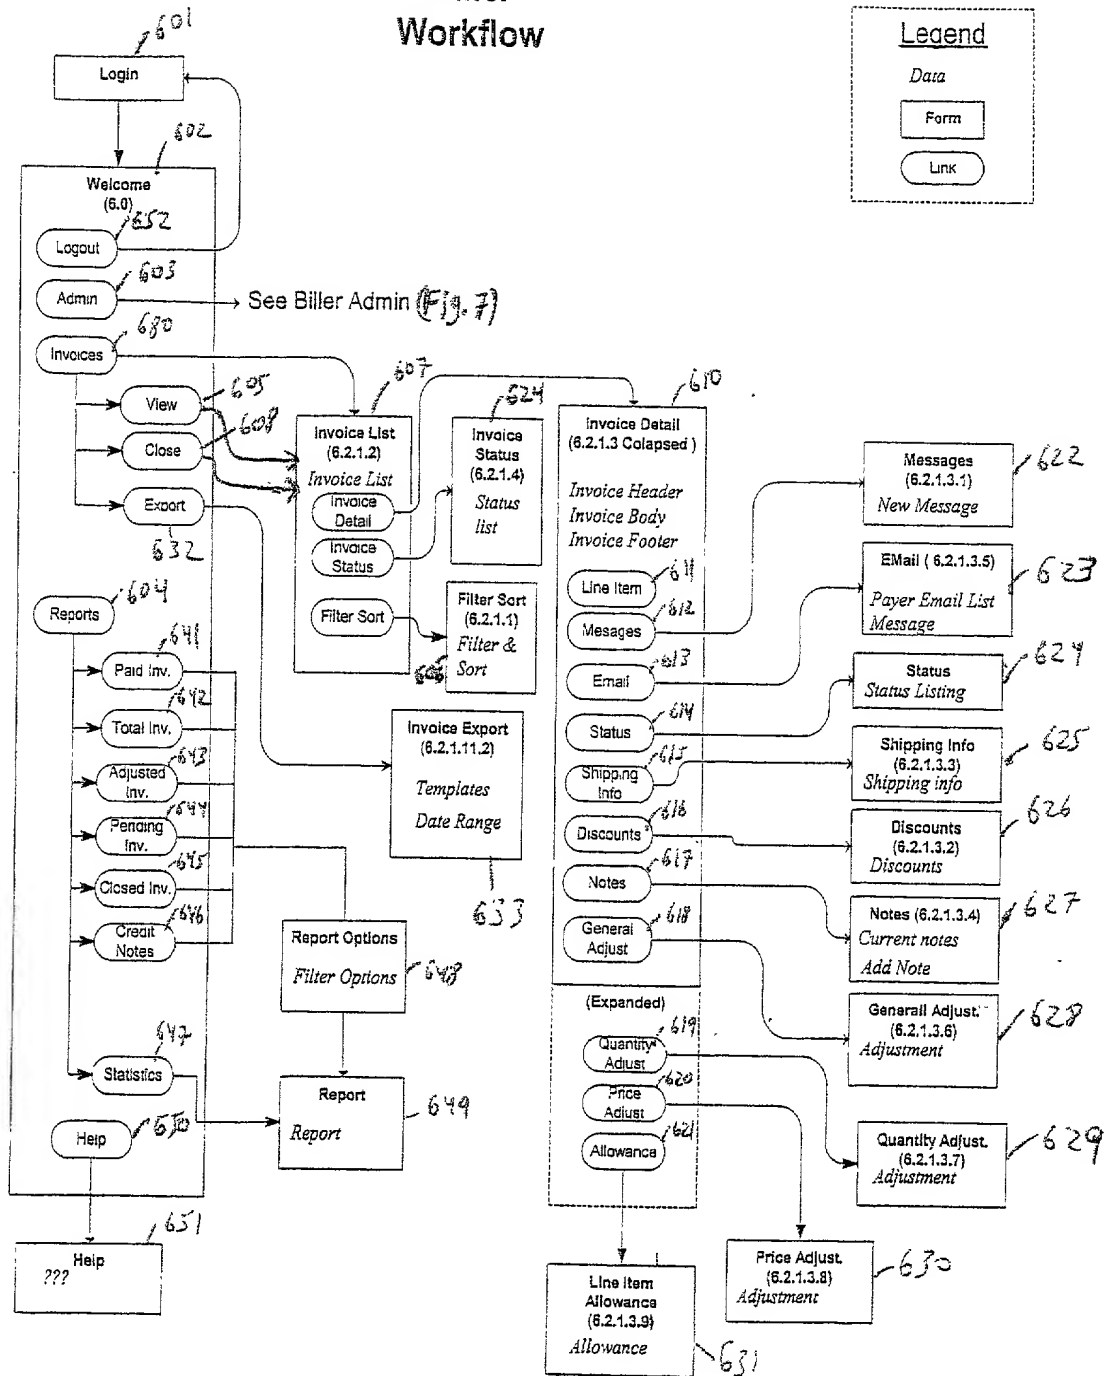 Workflow
Legend
Data
Form
Link
601
Login
602
Welcome
(6.0)
652
Logout
603
Admin
See Biller Admin (Fig. 7)
680
Invoices
605
View
608
Close
Export
632
604
Reports
641
Paid Inv.
642
Total Inv.
643
Adjusted
Inv.
644
Pending
Inv.
645
Closed Inv.
646
Credit
Notes
647
Statistics
650
Help
651
Help
???
607
Invoice List
(6.2.1.2)
Invoice List
Invoice
Detail
Invoice
Status
Filter Sort
624
Invoice
Status
(6.2.1.4)
Status
list
Filter Sort
(6.2.1.1)
Filter &
Sort
606
Invoice Export
(6.2.1.11.2)
Templates
Date Range
633
Report Options
Filter Options
648
Report
Report
649
610
Invoice Detail
(6.2.1.3 Colapsed )
Invoice Header
Invoice Body
Invoice Footer
611
Line Item
612
Mesages
613
Email
614
Status
615
Shipping
Info
616
Discounts
617
Notes
618
General
Adjust
(Expanded)
619
Quantity
Adjust
620
Price
Adjust
621
Allowance
Messages
(6.2.1.3.1)
New Message
622
EMail ( 6.2.1.3.5)
Payer Email List
Message
623
Status
Status Listing
624
Shipping Info
(6.2.1.3.3)
Shipping info
625
Discounts
(6.2.1.3.2)
Discounts
626
Notes (6.2.1.3.4)
Current notes
Add Note
627
Generall Adjust.
(6.2.1.3.6)
Adjustment
628
Quantity Adjust.
(6.2.1.3.7)
Adjustment
629
Price Adjust.
(6.2.1.3.8)
Adjustment
630
Line Item
Allowance
(6.2.1.3.9)
Allowance
631